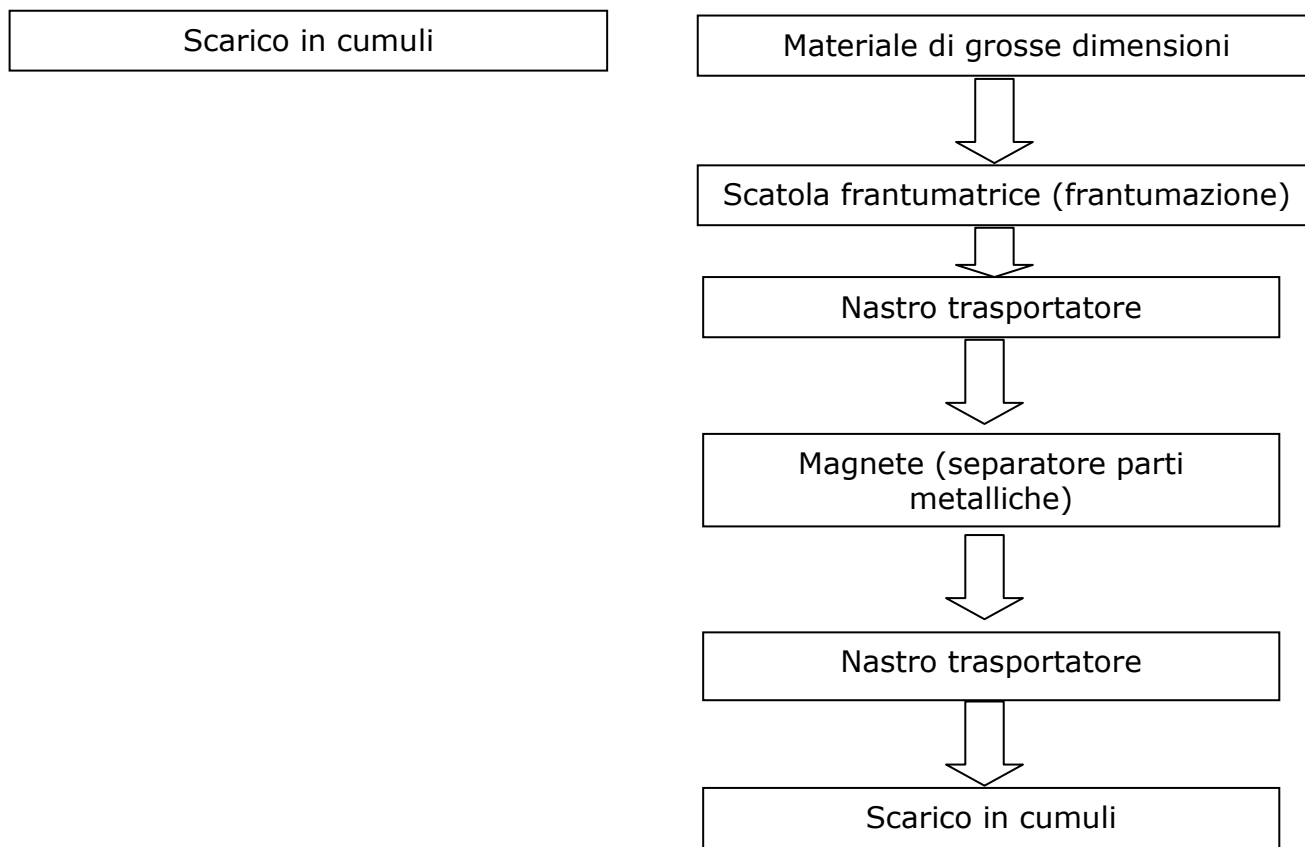 Scarico in cumuli
Materiale di grosse dimensioni
Scatola frantumatrice (frantumazione)
Nastro trasportatore
Magnete (separatore parti
metalliche)
Nastro trasportatore
Scarico in cumuli